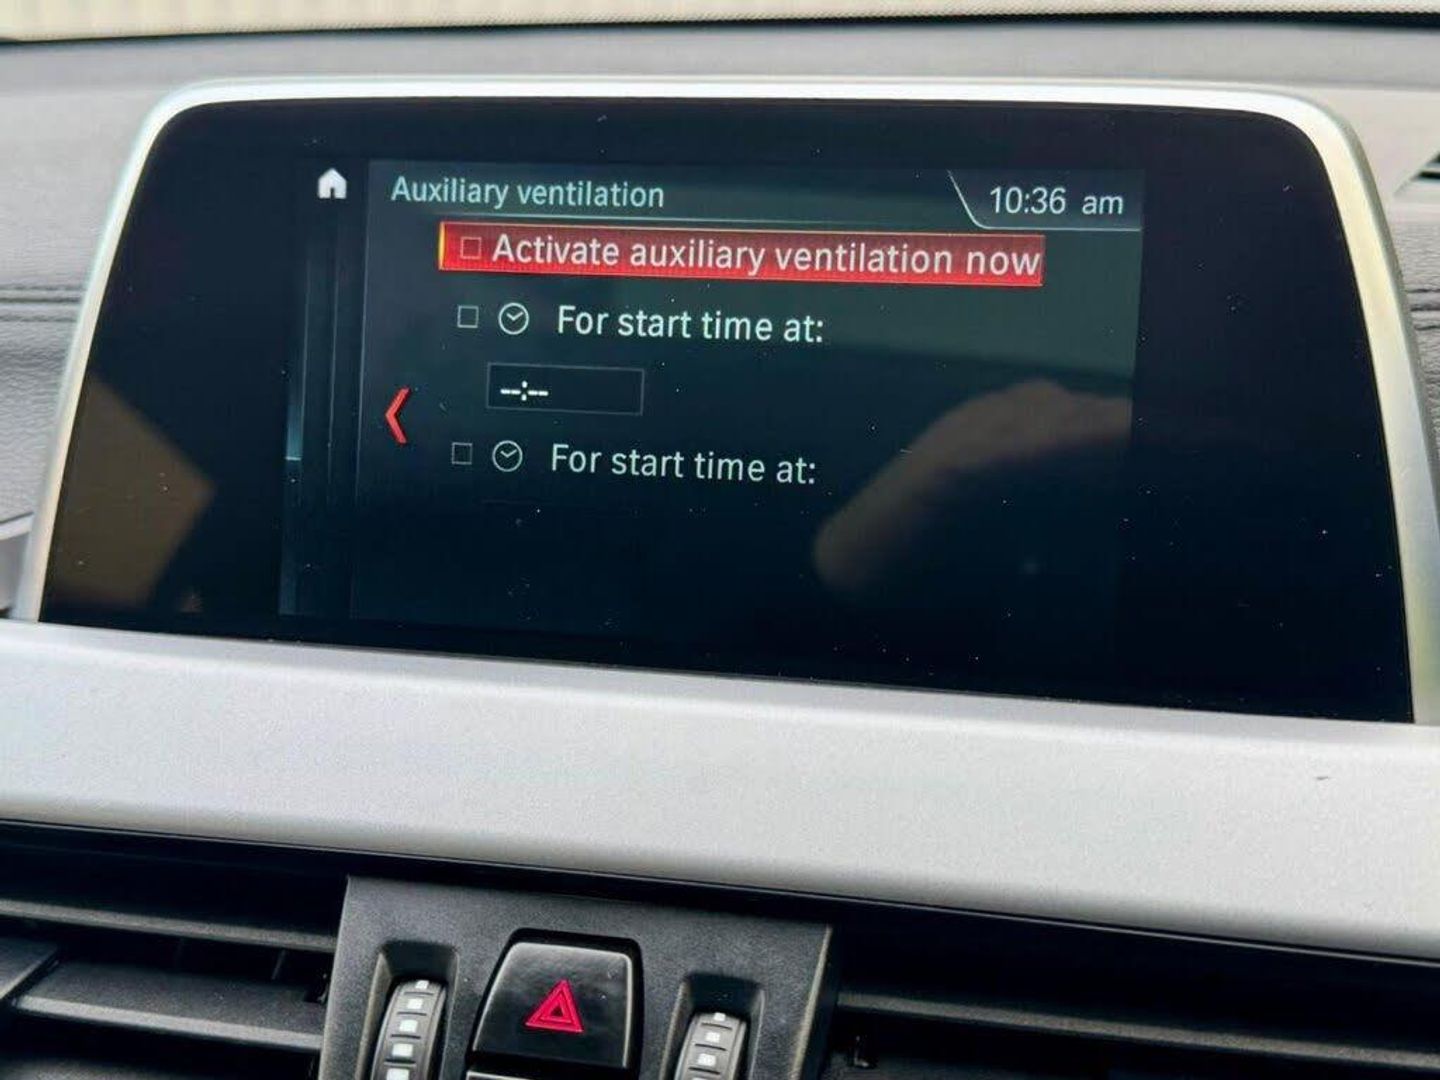 Auxiliary ventilation
10:36 am
Activate auxiliary ventilation now
For start time at:
--:--
For start time at: